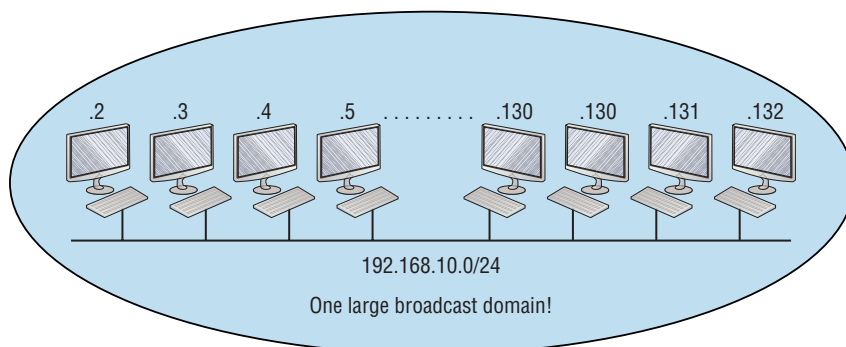 .2 .3 .4 .5 . . . . . . . . . .130 .130 .131 .132
192.168.10.0/24
One large broadcast domain!